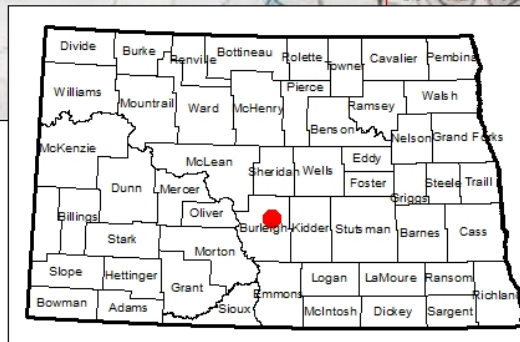 Divide Burke Renville Bottineau Rolette Towner Cavalier Pembina
Williams Mountrail Ward McHenry Pierce Ramsey Walsh
McKenzie Benson Nelson Grand Forks
McLean Sheridan Wells Eddy
Dunn Mercer Foster Griggs Steele Traill
Billings Oliver Burleigh Kidder Stutsman Barnes Cass
Stark Morton
Slope Hettinger Grant Emmons Logan LaMoure Ransom Richlan
Bowman Adams Sioux McIntosh Dickey Sargent